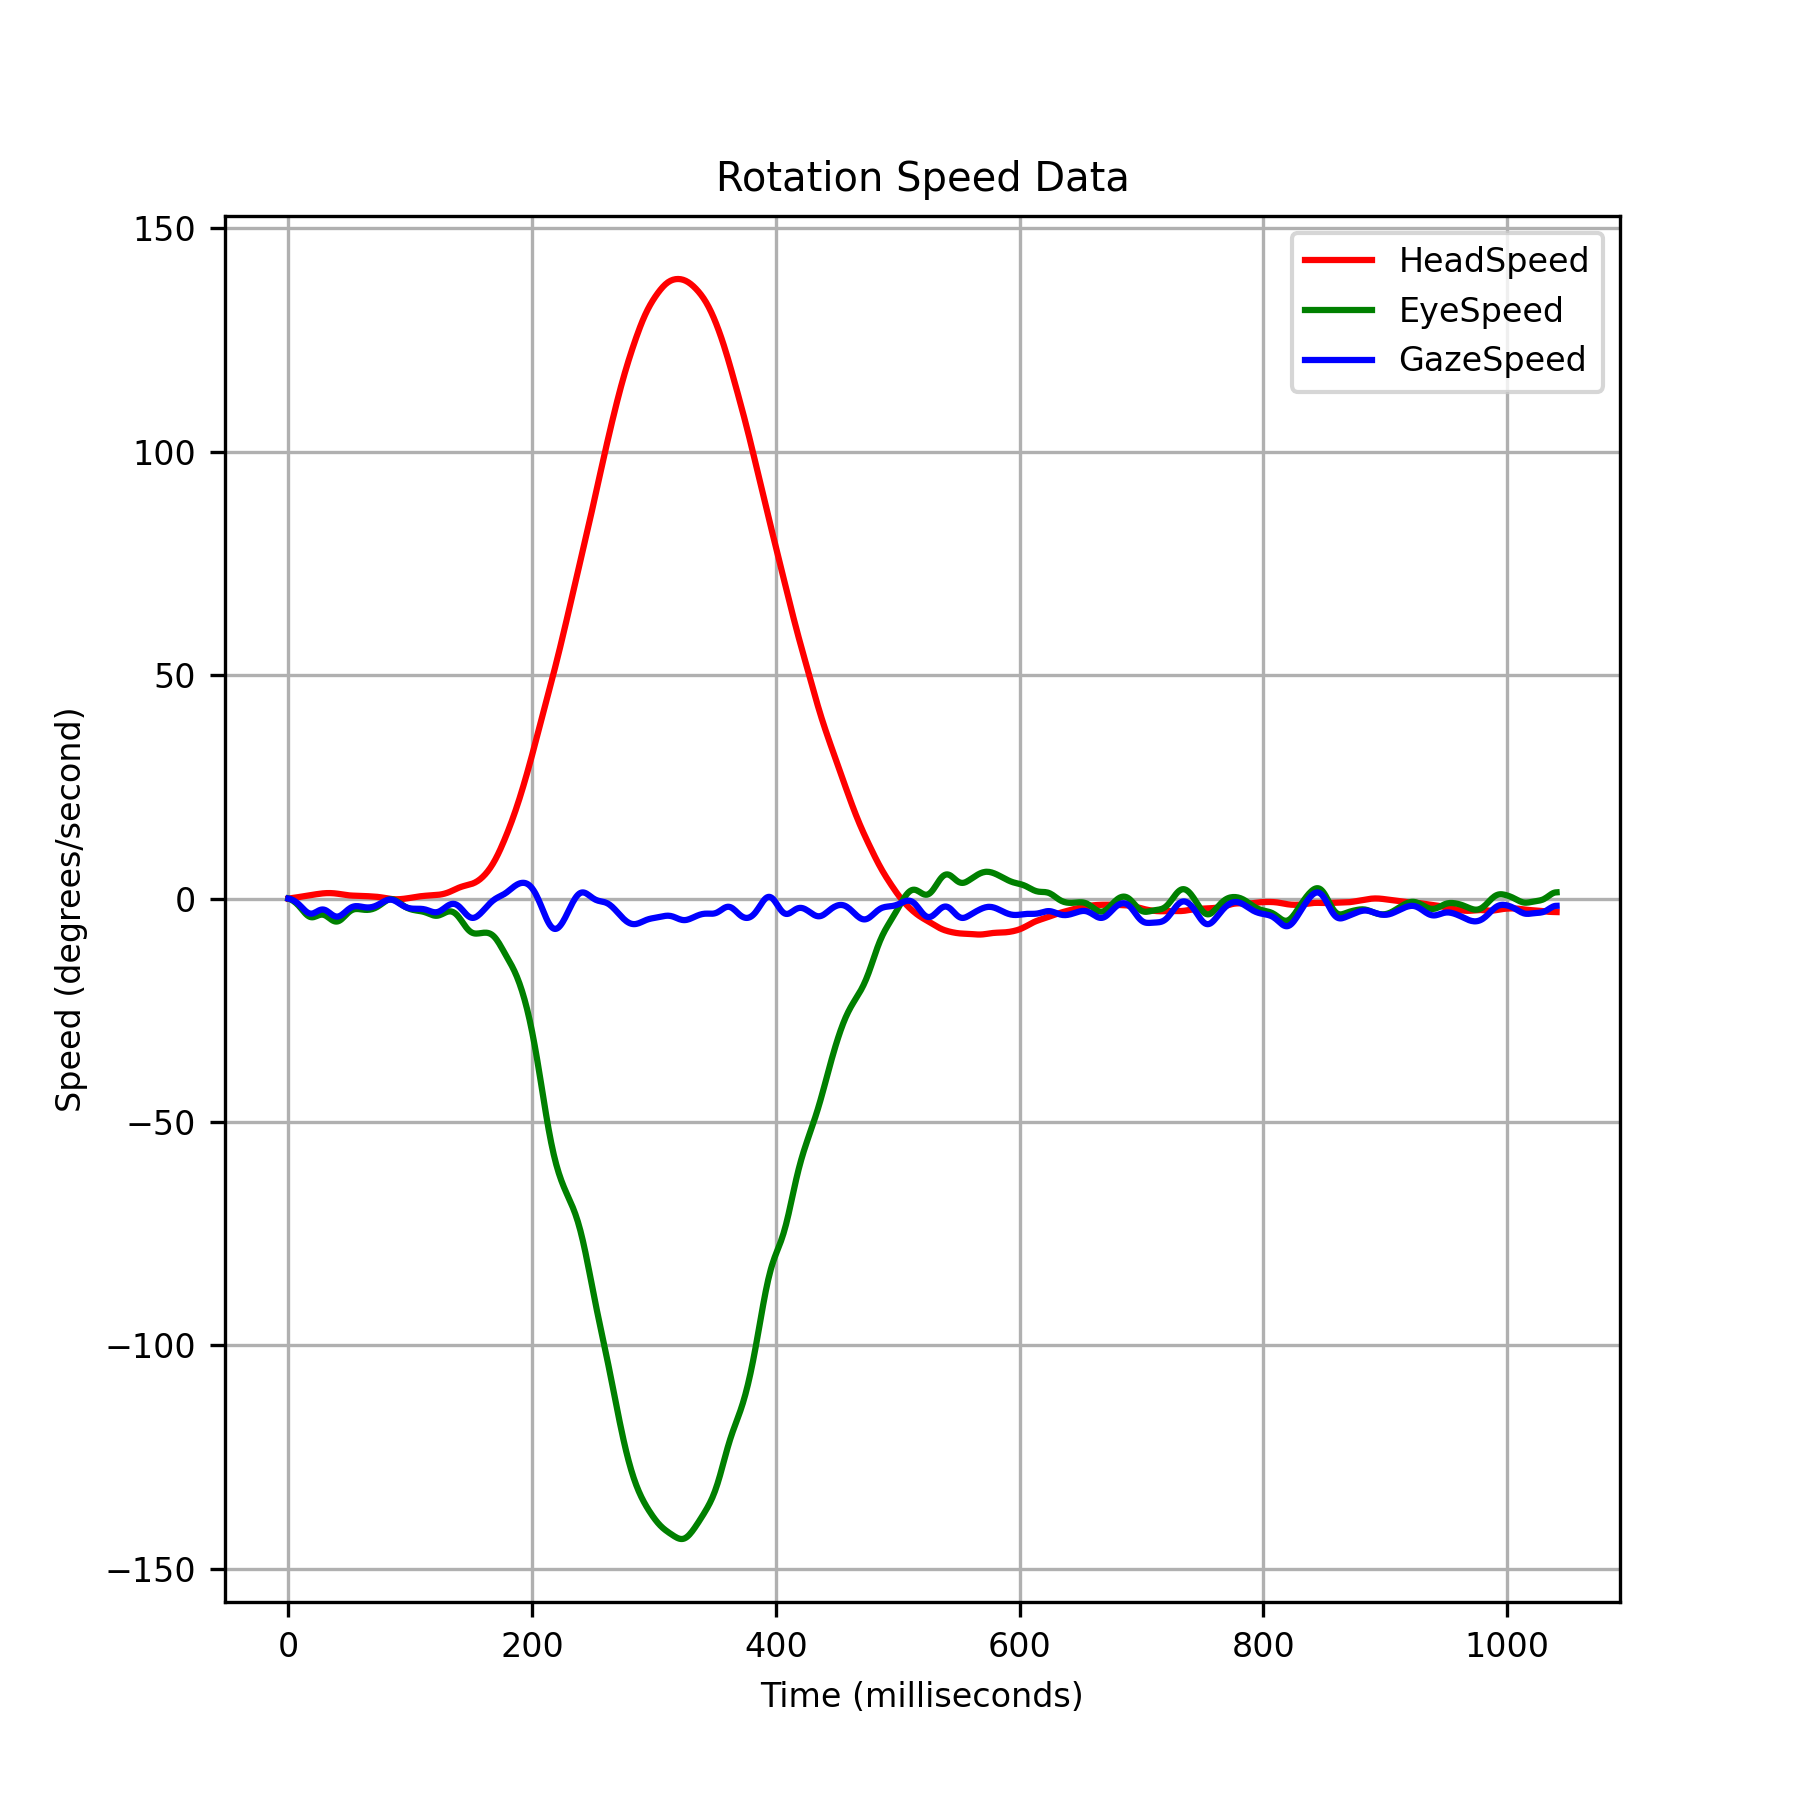 Rotation Speed Data
HeadSpeed
EyeSpeed
GazeSpeed
Speed (degrees/second)
150
100
50
0
−50
−100
−150
0 200 400 600 800 1000
Time (milliseconds)